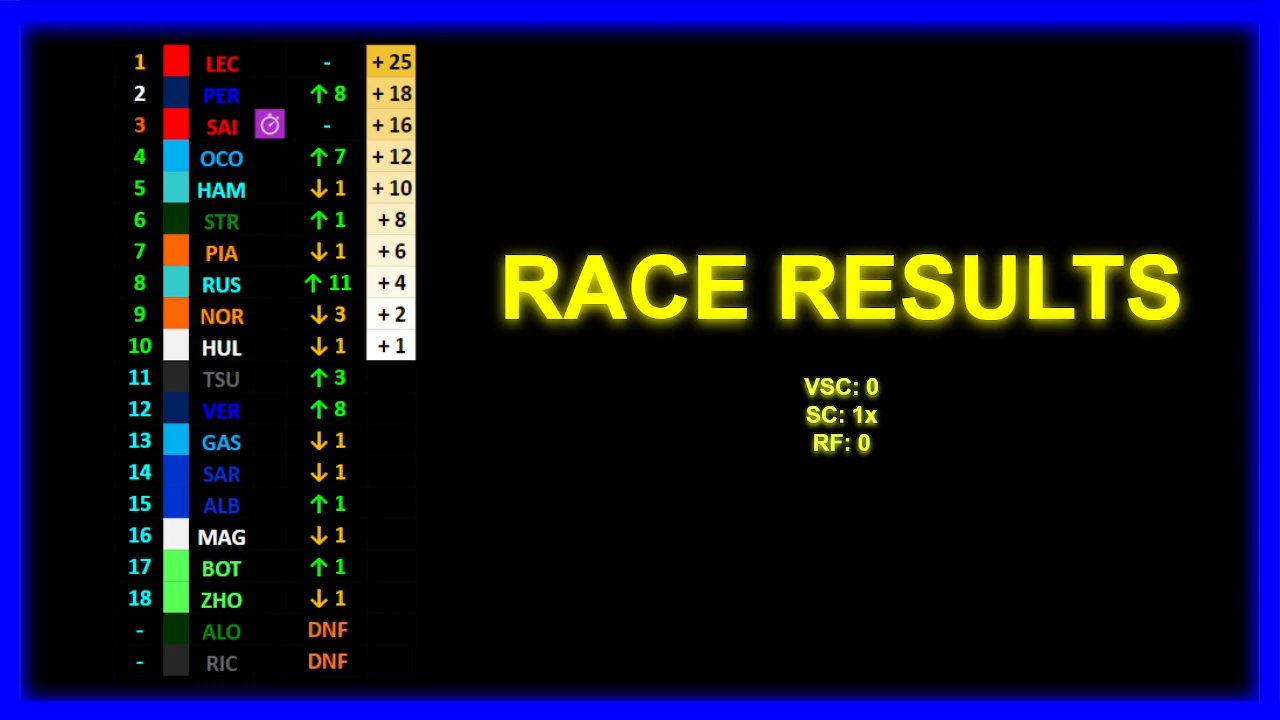 1 LEC - + 25
2 PER ↑ 8 + 18
3 SAI - + 16
4 OCO ↑ 7 + 12
5 HAM ↓ 1 + 10
6 STR ↑ 1 + 8
7 PIA ↓ 1 + 6
8 RUS ↑ 11 + 4
9 NOR ↓ 3 + 2
10 HUL ↓ 1 + 1
11 TSU ↑ 3
12 VER ↑ 8
13 GAS ↓ 1
14 SAR ↓ 1
15 ALB ↑ 1
16 MAG ↓ 1
17 BOT ↑ 1
18 ZHO ↓ 1
- ALO DNF
- RIC DNF
RACE RESULTS
VSC: 0
SC: 1x
RF: 0